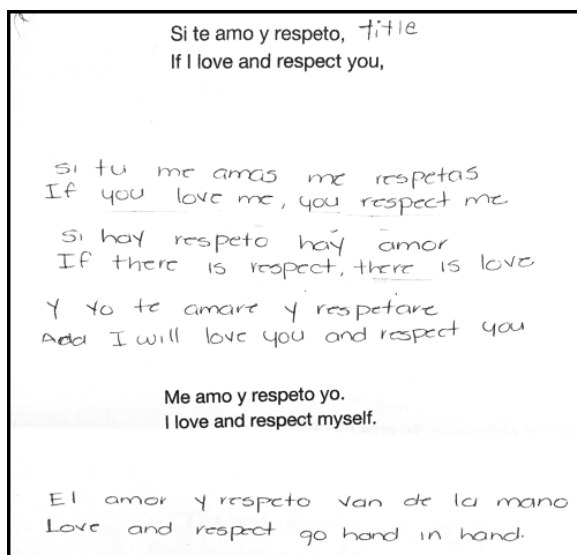 Si te amo y respeto, title
If I love and respect you,
Si tu me amas me respetas
If you love me, you respect me
Si hay respeto hay amor
If there is respect, there is love
Y Yo te amare y respetare
Add I will love you and respect you
Me amo y respeto yo.
I love and respect myself.
El amor y respeto van de la mano
Love and respect go hand in hand.